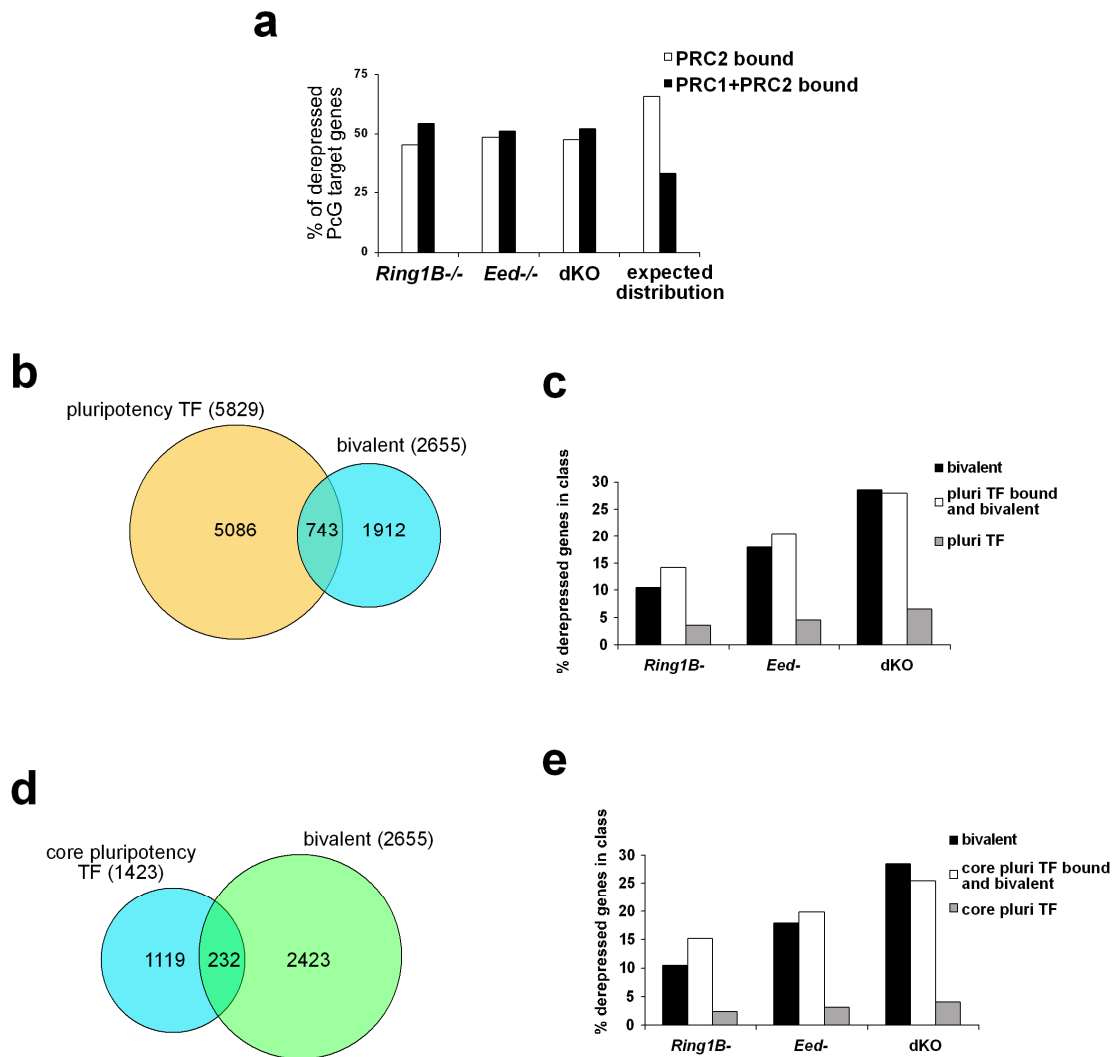 a
PRC2 bound
PRC1+PRC2 bound
% of derepressed
PcG target genes
75
50
25
0
Ring1B-/-
Eed-/-
dKO
expected
distribution
b
pluripotency TF (5829)
bivalent (2655)
5086
743
1912
c
% derepressed genes in class
30
25
20
15
10
5
0
Ring1B-
Eed-
dKO
bivalent
pluri TF bound
and bivalent
pluri TF
d
core pluripotency
TF (1423)
bivalent (2655)
1119
232
2423
e
% derepressed genes in class
30
25
20
15
10
5
0
Ring1B-
Eed-
dKO
bivalent
core pluri TF bound
and bivalent
core pluri TF